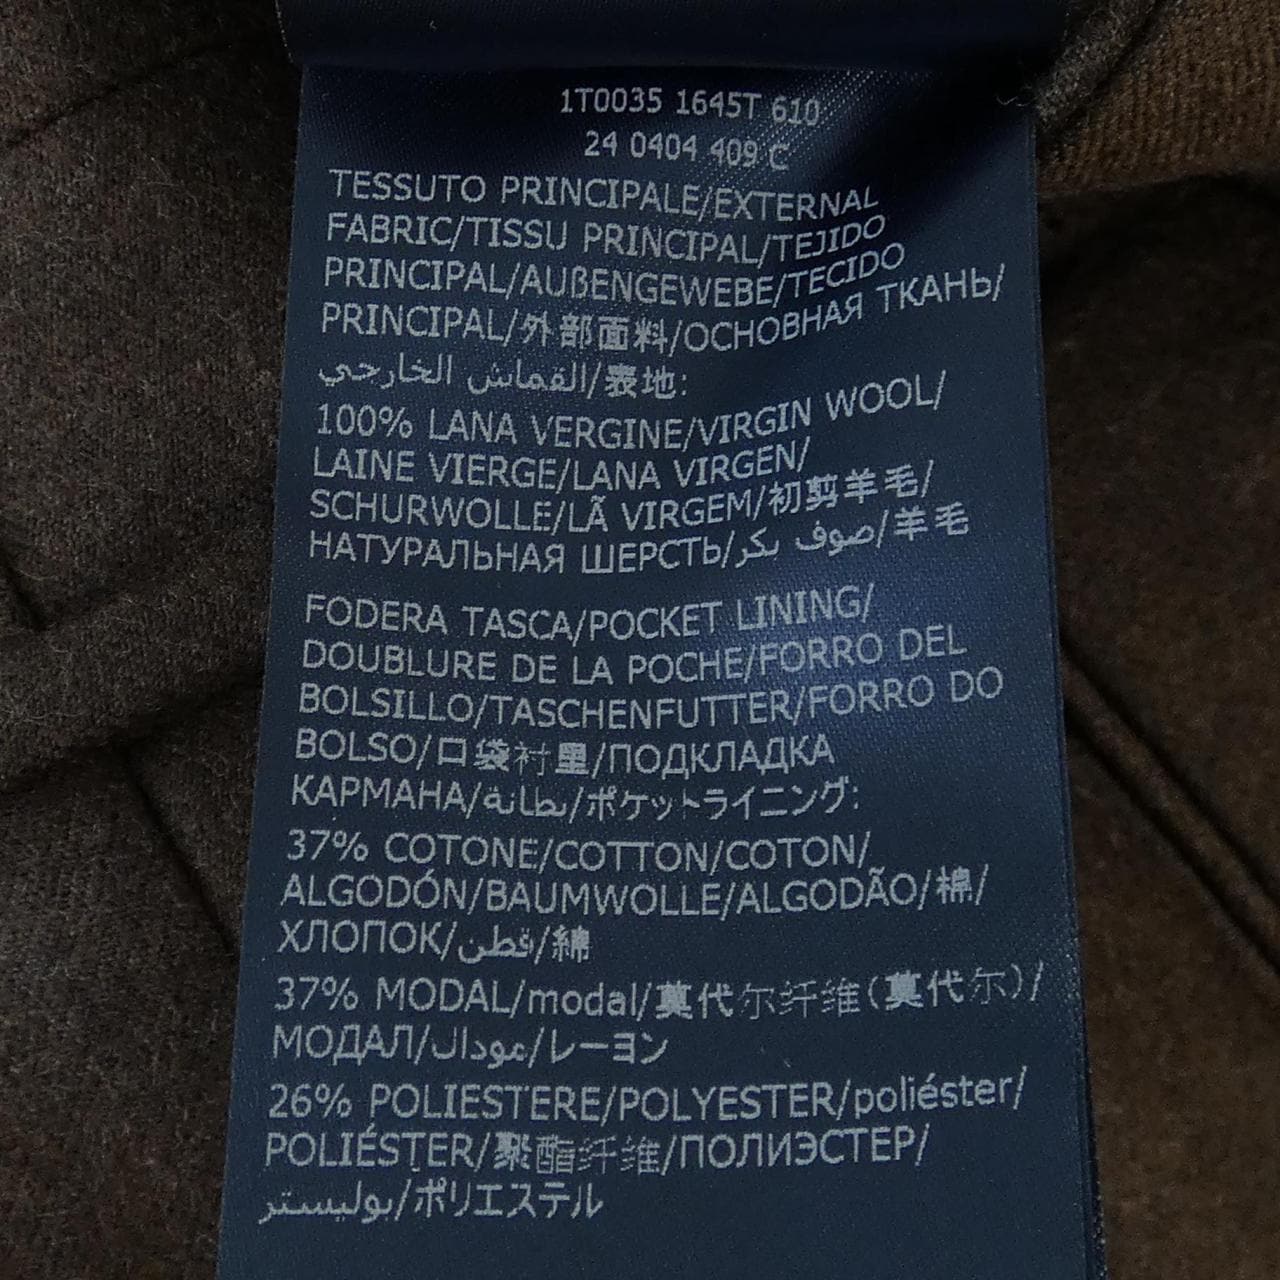 1T0035 1645T 610
24 0404 409 C
TESSUTO PRINCIPALE/EXTERNAL
FABRIC/TISSU PRINCIPAL/TEJIDO
PRINCIPAL/AUßENGEWEBE/TECIDO
PRINCIPAL/外部面料/ОСНОВНАЯ ТКАНЬ/
القماش الخارجي/表地:
100% LANA VERGINE/VIRGIN WOOL/
LAINE VIERGE/LANA VIRGEN/
SCHURWOLLE/LÃ VIRGEM/初剪羊毛/
НАТУРАЛЬНАЯ ШЕРСТЬ/صوف بكر/羊毛
FODERA TASCA/POCKET LINING/
DOUBLURE DE LA POCHE/FORRO DEL
BOLSILLO/TASCHENFUTTER/FORRO DO
BOLSO/口袋衬里/ПОДКЛАДКА
КАРМАНА/بطانة/ポケットライニング:
37% COTONE/COTTON/COTON/
ALGODÓN/BAUMWOLLE/ALGODÃO/棉/
ХЛОПОК/قطن/綿
37% MODAL/modal/莫代尔纤维(莫代尔)/
МОДАЛ/مودال/レーヨン
26% POLIESTERE/POLYESTER/poliéster/
POLIÉSTER/聚酯纤维/ПОЛИЭСТЕР/
بوليستر/ポリエステル